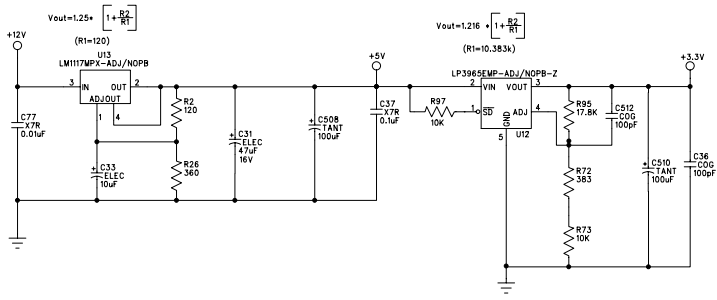 Vout=1.25* [1+R2/R1]
(R1=120)
+12V
U13
LM1117MPX-ADJ/NOPB
3 IN OUT 2
ADJOUT
1 4
C77
X7R
0.01uF
C33
ELEC
10uF
R2
120
R26
360
C31
ELEC
47uF
16V
C508
TANT
100uF
+5V
C37
X7R
0.1uF
R97
10K
Vout=1.216 * [1+R2/R1]
(R1=10.383k)
LP3965EMP-ADJ/NOPB-Z
2 VIN VOUT 3
1 SD ADJ 4
GND
5
U12
R95
17.8K
C512
COG
100pF
R72
383
R73
10K
+3.3V
C510
TANT
100uF
C36
COG
100pF